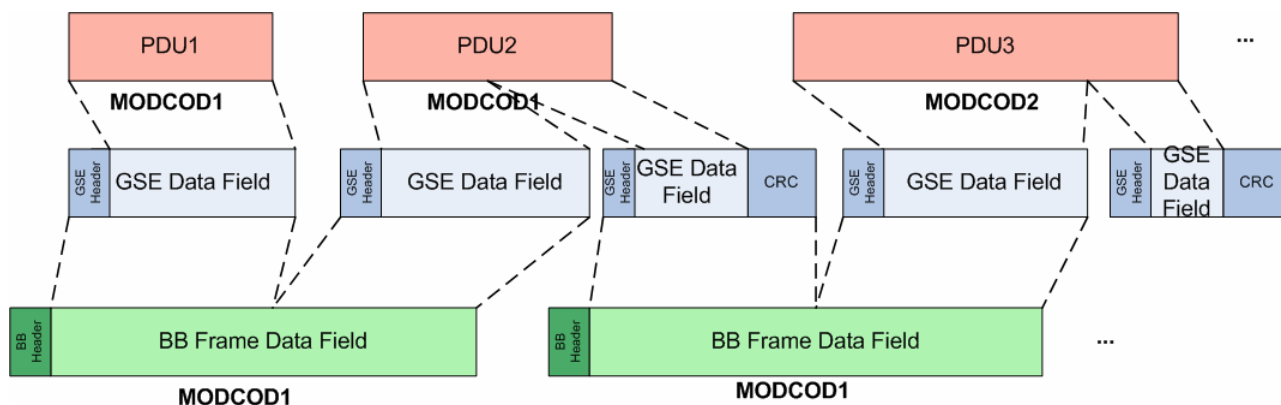 PDU1
PDU2
PDU3
...
MODCOD1
MODCOD1
MODCOD2
GSE
Header
GSE Data Field
GSE
Header
GSE Data Field
GSE
Header
GSE Data
Field
CRC
GSE
Header
GSE Data Field
GSE
Header
GSE
Data
Field
CRC
BB
Header
BB Frame Data Field
BB
Header
BB Frame Data Field
...
MODCOD1
MODCOD1